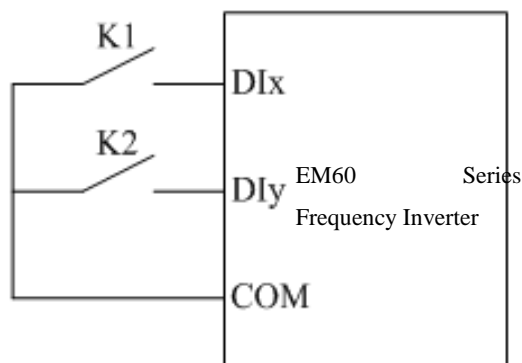 K1
DIx
K2
DIy
EM60 Series
Frequency Inverter
COM